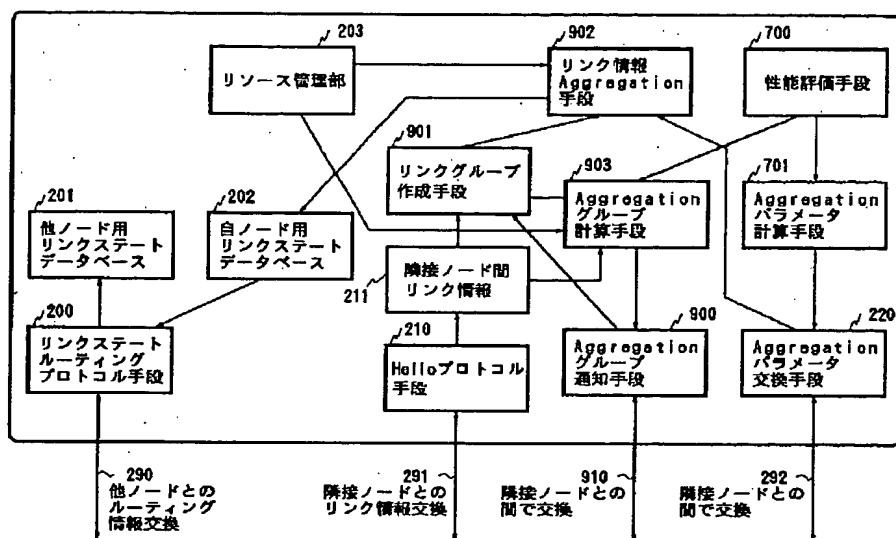 203
リソース管理部
902
リンク情報
Aggregation
手段
700
性能評価手段
901
リンクグループ
作成手段
903
Aggregation
グループ
計算手段
701
Aggregation
パラメータ
計算手段
201
他ノード用
リンクステート
データベース
202
自ノード用
リンクステート
データベース
211
隣接ノード間
リンク情報
200
リンクステート
ルーティング
プロトコル手段
210
Helloプロトコル
手段
900
Aggregation
グループ
通知手段
220
Aggregation
パラメータ
交換手段
290
他ノードとの
ルーティング
情報交換
291
隣接ノードとの
リンク情報交換
910
隣接ノードとの
間で交換
292
隣接ノードとの
間で交換